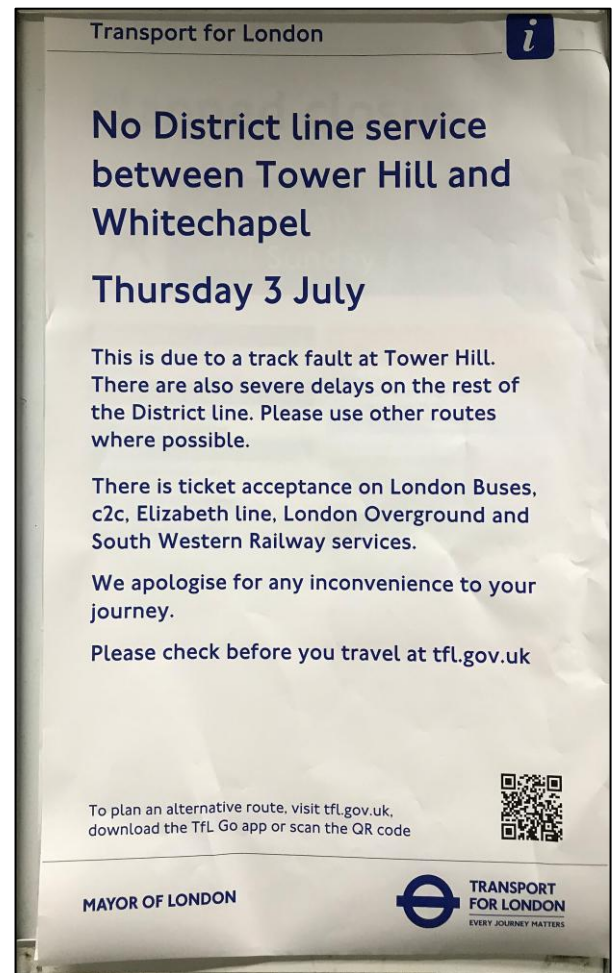 Transport for London
i
No District line service
between Tower Hill and
Whitechapel
Thursday 3 July
This is due to a track fault at Tower Hill.
There are also severe delays on the rest of
the District line. Please use other routes
where possible.
There is ticket acceptance on London Buses,
c2c, Elizabeth line, London Overground and
South Western Railway services.
We apologise for any inconvenience to your
journey.
Please check before you travel at tfl.gov.uk
To plan an alternative route, visit tfl.gov.uk,
download the TfL Go app or scan the QR code
MAYOR OF LONDON
TRANSPORT
FOR LONDON
EVERY JOURNEY MATTERS